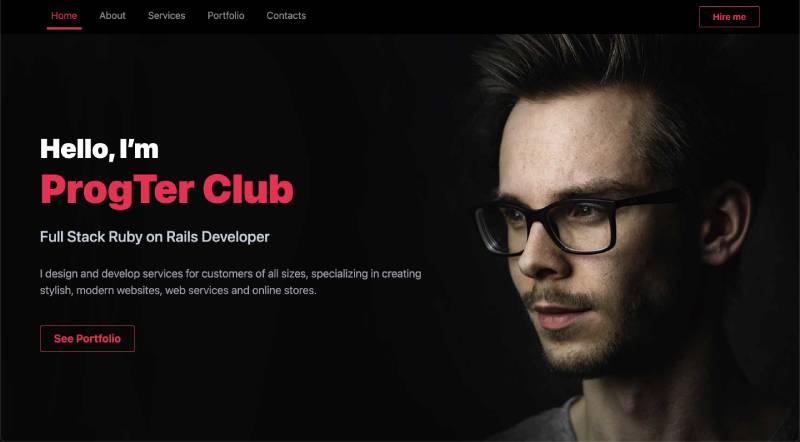 Home About Services Portfolio Contacts Hire me
Hello, I’m
ProgTer Club
Full Stack Ruby on Rails Developer
I design and develop services for customers of all sizes, specializing in creating
stylish, modern websites, web services and online stores.
See Portfolio